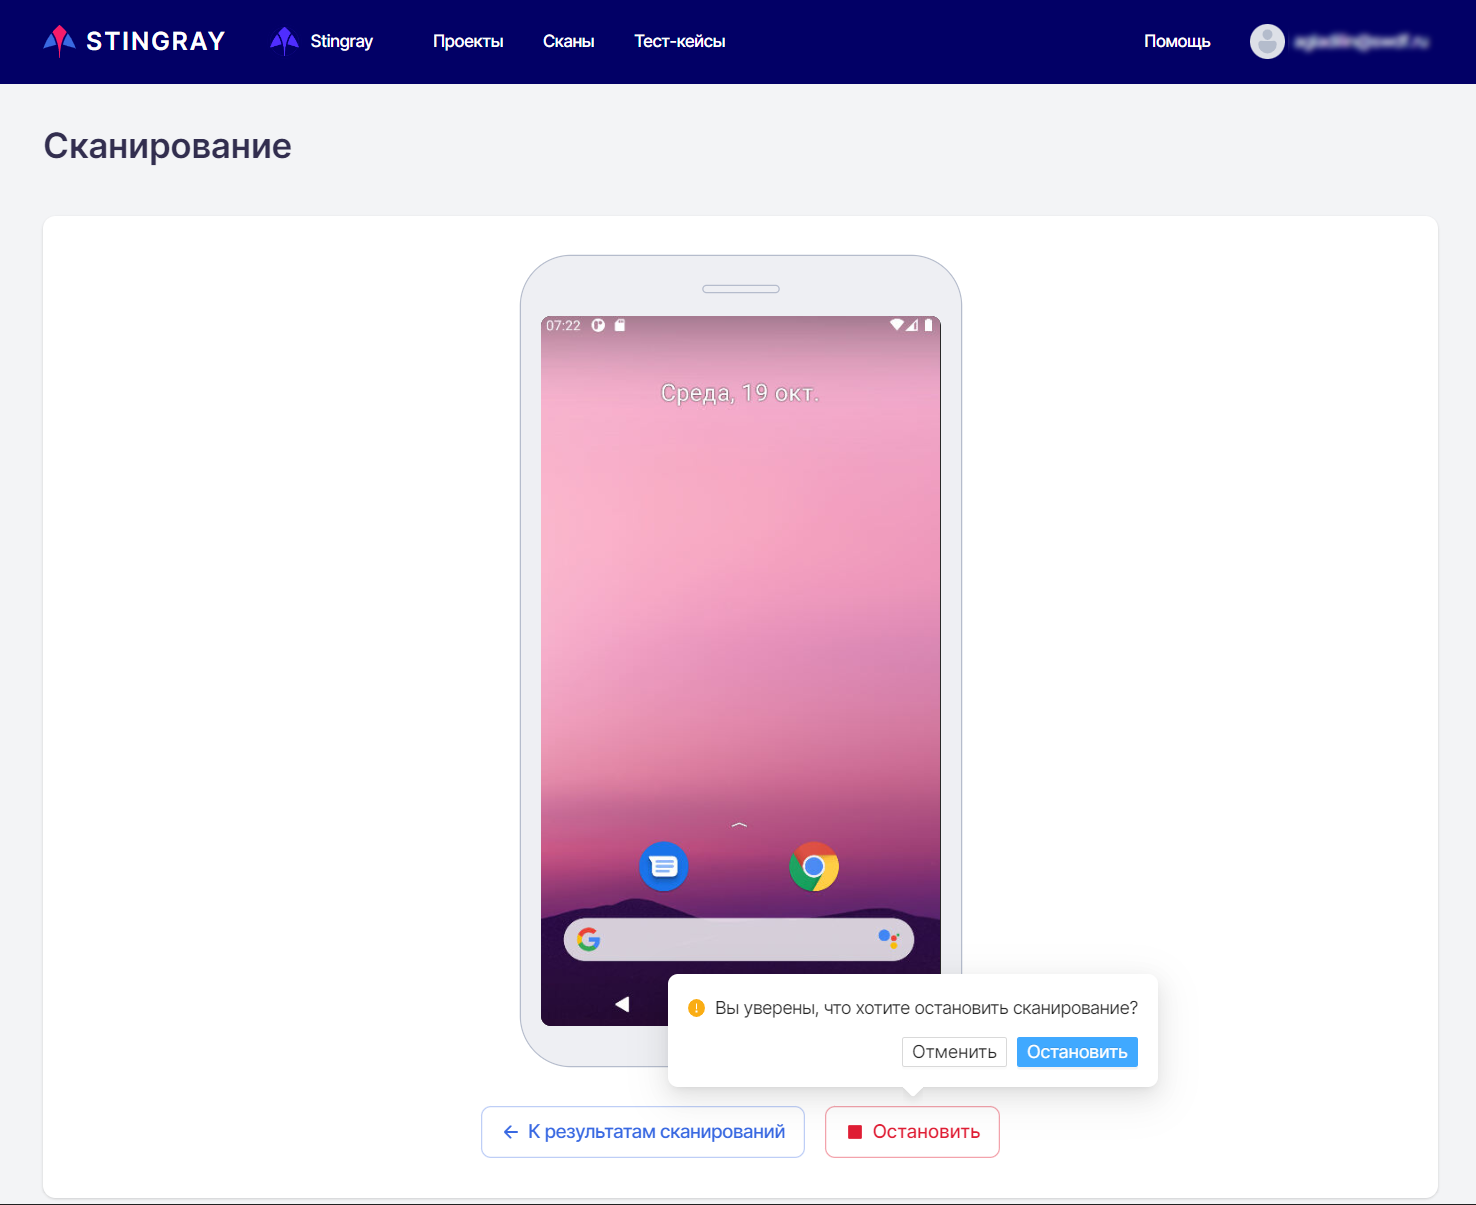 STINGRAY
Stingray
Проекты
Сканы
Тест-кейсы
Помощь
Сканирование
07:22
Среда, 19 окт.
Вы уверены, что хотите остановить сканирование?
Отменить
Остановить
К результатам сканирований
Остановить